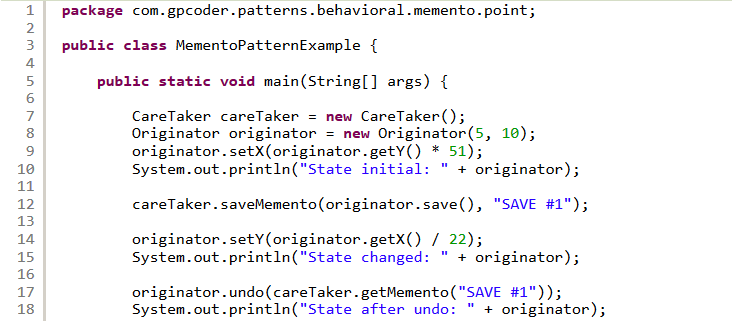 1 package com.gpcoder.patterns.behavioral.memento.point;
2
3 public class MementoPatternExample {
4
5 public static void main(String[] args) {
6
7 CareTaker careTaker = new CareTaker();
8 Originator originator = new Originator(5, 10);
9 originator.setX(originator.getY() * 51);
10 System.out.println("State initial: " + originator);
11
12 careTaker.saveMemento(originator.save(), "SAVE #1");
13
14 originator.setY(originator.getX() / 22);
15 System.out.println("State changed: " + originator);
16
17 originator.undo(careTaker.getMemento("SAVE #1"));
18 System.out.println("State after undo: " + originator);